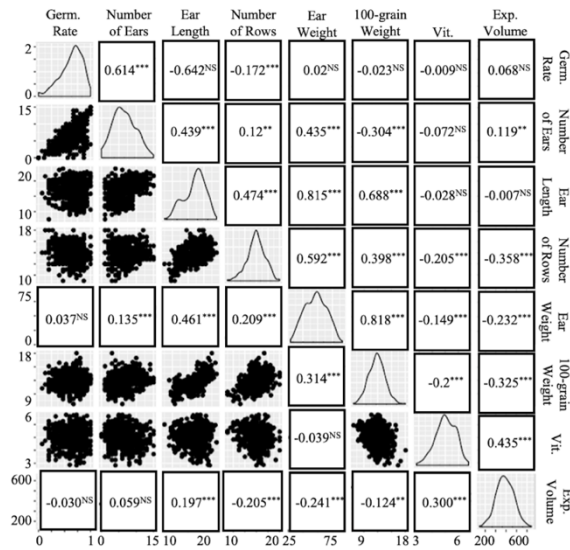 Germ. Number Ear Number Ear 100-grain Vit. Exp.
Rate of Ears Length of Rows Weight Weight Volume
2 0.614*** -0.642NS -0.172*** 0.02NS -0.023NS -0.009NS 0.068NS Germ. Rate
0
15 0.439*** 0.12** 0.435*** -0.304*** -0.072NS 0.119** Number of Ears
0
20 0.474*** 0.815*** 0.688*** -0.028NS -0.007NS Ear Length
10
18 0.592*** 0.398*** -0.205*** -0.358*** Number of Rows
10
75 0.037NS 0.135*** 0.461*** 0.209*** 0.818*** -0.149*** -0.232*** Ear Weight
0
18 0.314*** -0.2*** -0.325*** 100-grain Weight
9
6 -0.039NS 0.435*** Vit.
3
600 -0.030NS 0.059NS 0.197*** -0.205*** -0.241*** -0.124** 0.300*** Exp. Volume
200
0 1 0 15 10 20 10 20 25 75 9 18 3 6 200 600